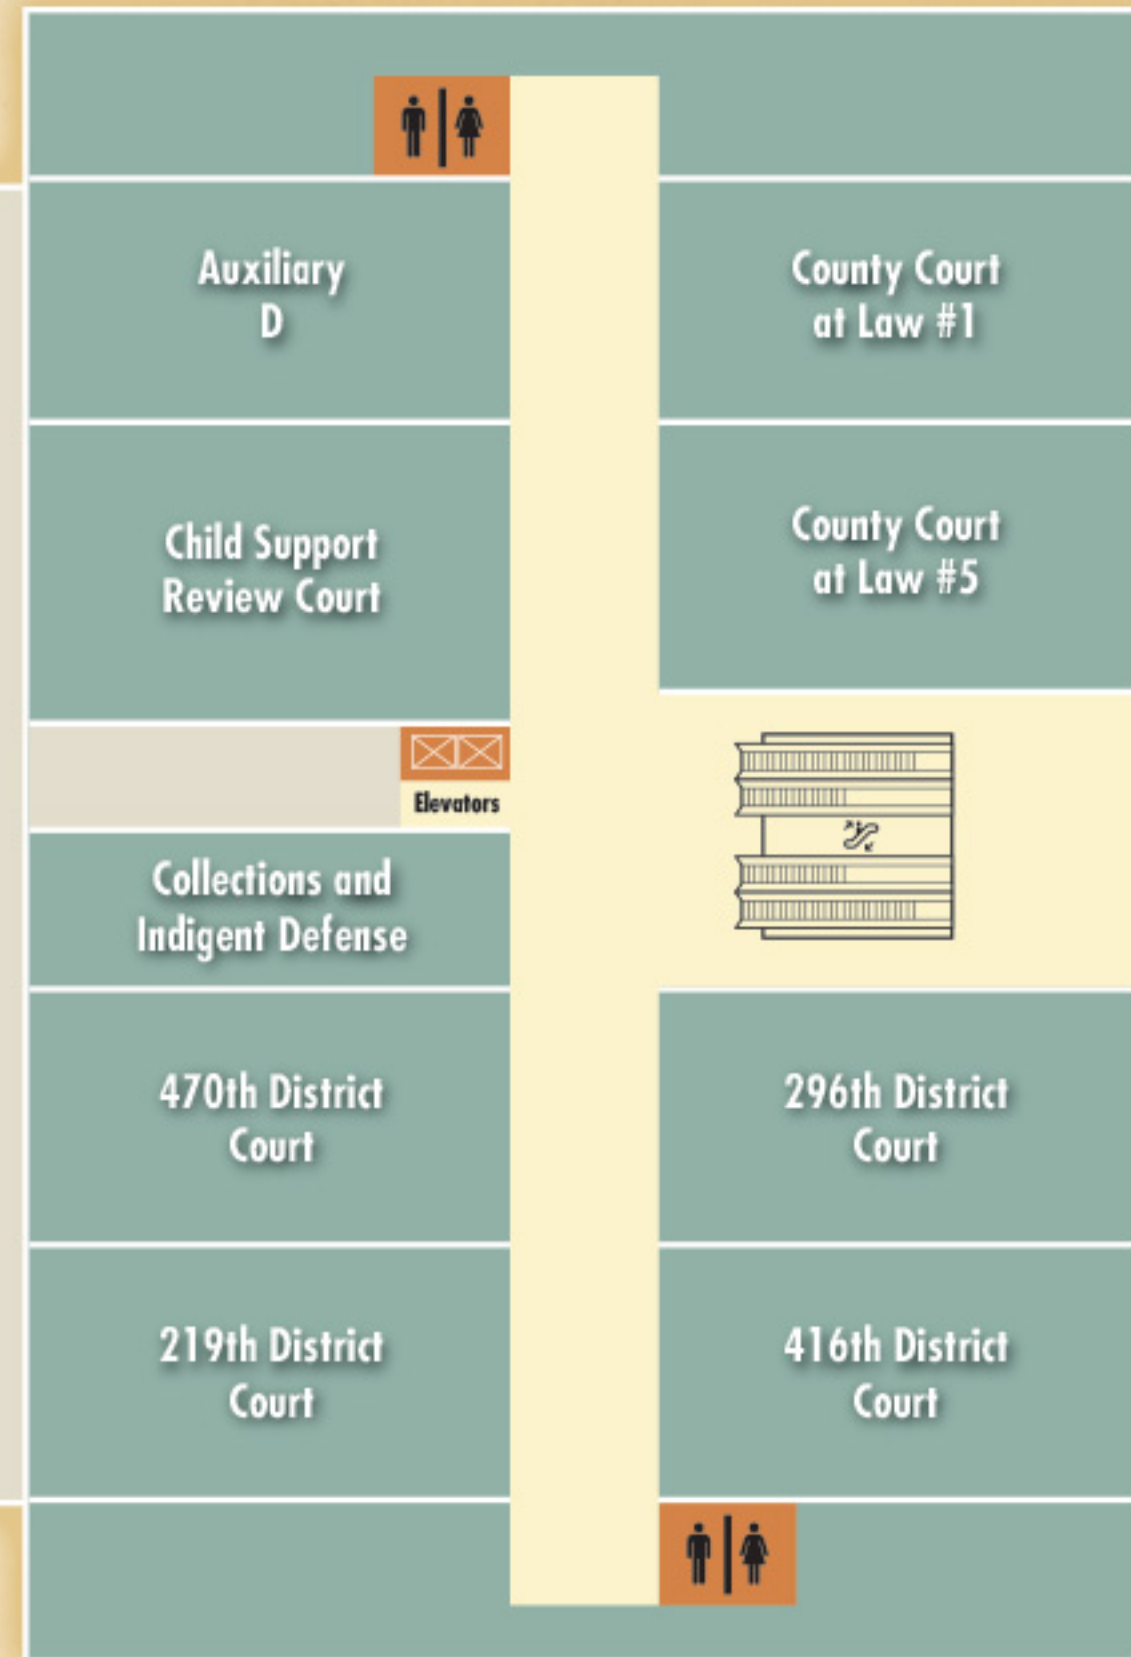 Auxiliary
D
County Court
at Law #1
Child Support
Review Court
County Court
at Law #5
Elevators
Collections and
Indigent Defense
470th District
Court
296th District
Court
219th District
Court
416th District
Court